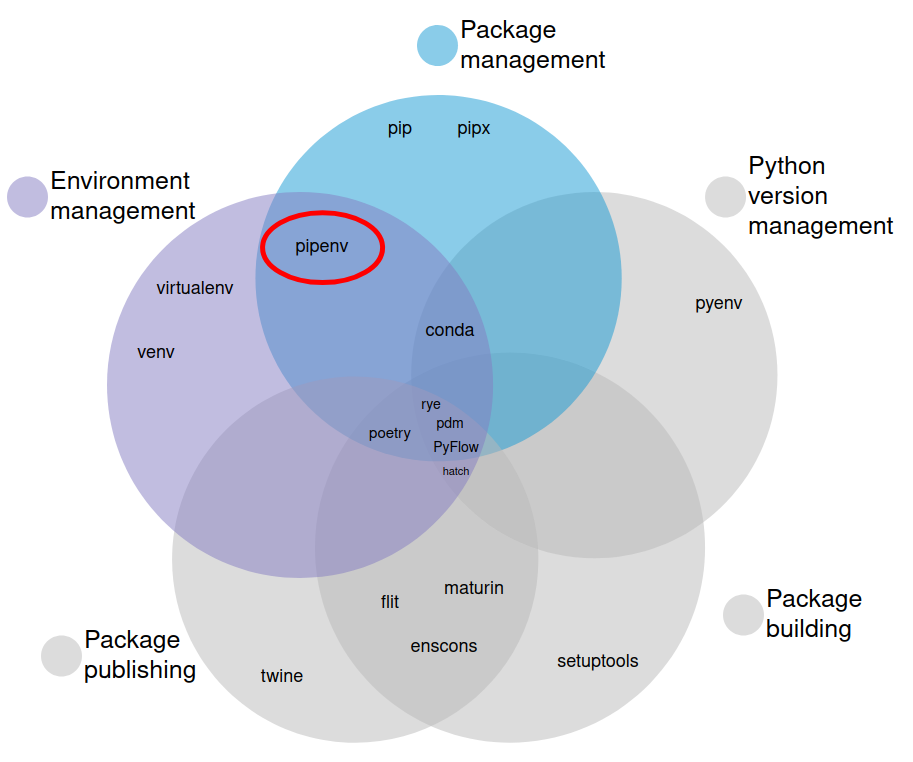 Package
management
pip pipx
Python
version
management
Environment
management
pipenv
virtualenv
pyenv
conda
venv
rye
pdm
poetry
PyFlow
hatch
maturin
flit
Package
building
enscons
Package
publishing
setuptools
twine